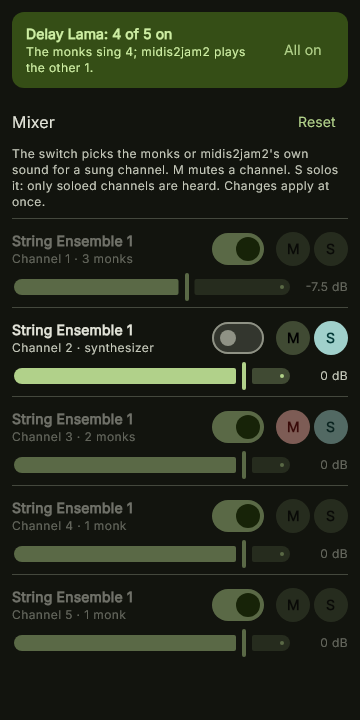 Delay Lama: 4 of 5 on
The monks sing 4; midis2jam2 plays
the other 1.
All on
Mixer
Reset
The switch picks the monks or midis2jam2's own
sound for a sung channel. M mutes a channel. S solos
it: only soloed channels are heard. Changes apply at
once.
String Ensemble 1
Channel 1 · 3 monks
M
S
-7.5 dB
String Ensemble 1
Channel 2 · synthesizer
M
S
0 dB
String Ensemble 1
Channel 3 · 2 monks
M
S
0 dB
String Ensemble 1
Channel 4 · 1 monk
M
S
0 dB
String Ensemble 1
Channel 5 · 1 monk
M
S
0 dB